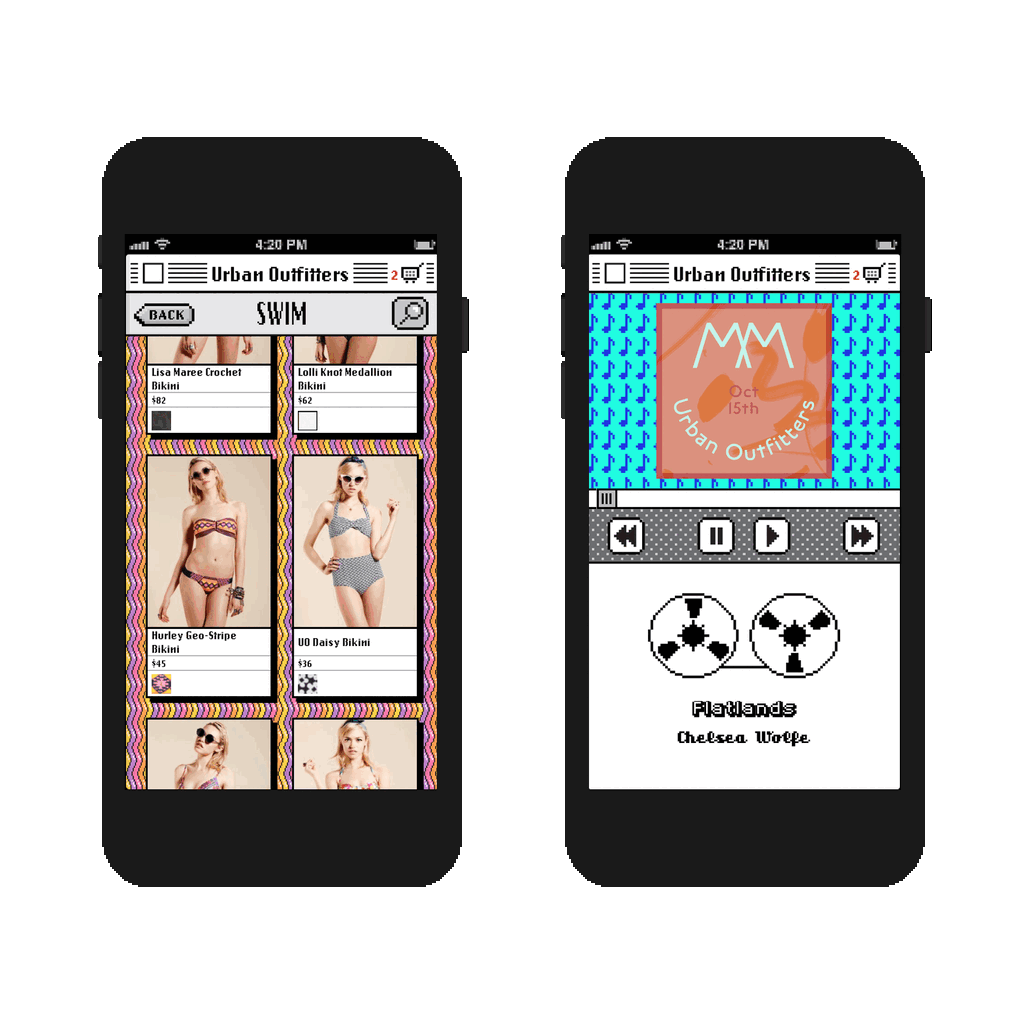 4:20 PM
Urban Outfitters 2
BACK SWIM
Lisa Maree Crochet
Bikini
$82
Lolli Knot Medallion
Bikini
$62
Hurley Geo-Stripe
Bikini
$45
UO Daisy Bikini
$36
4:20 PM
Urban Outfitters 2
MM
Oct
15th
Urban Outfitters
Flatlands
Chelsea Wolfe